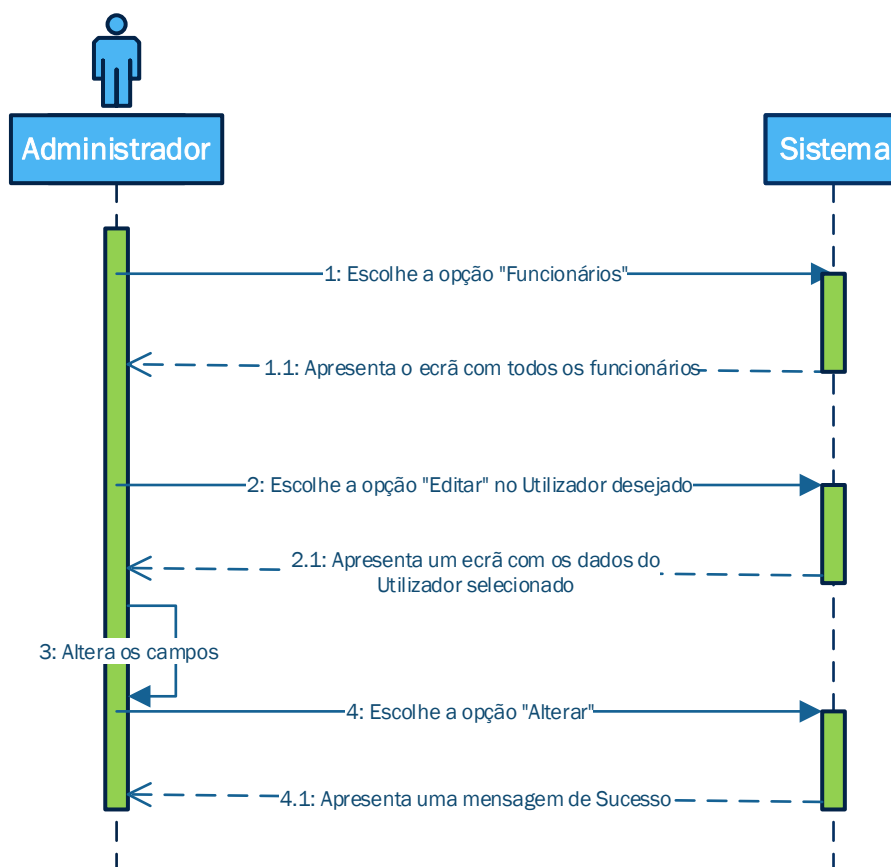 Administrador
Sistema
1: Escolhe a opção "Funcionários"
1.1: Apresenta o ecrã com todos os funcionários
2: Escolhe a opção "Editar" no Utilizador desejado
2.1: Apresenta um ecrã com os dados do
Utilizador selecionado
3: Altera os campos
4: Escolhe a opção "Alterar"
4.1: Apresenta uma mensagem de Sucesso